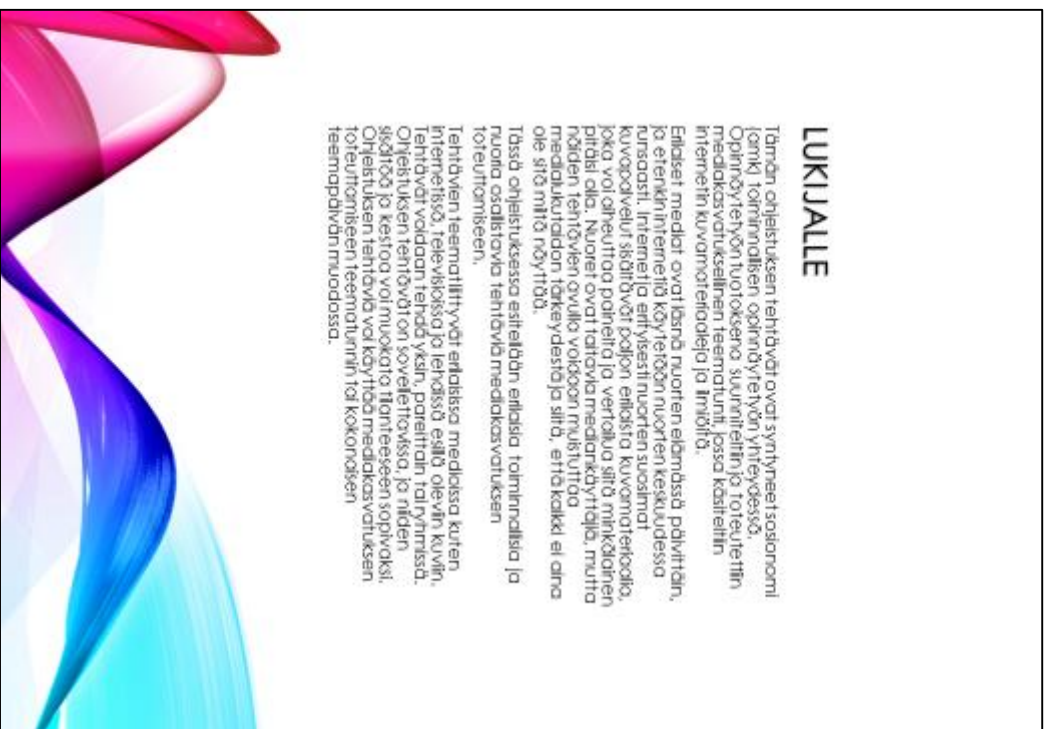 LUKIJALLE
Tämän ohjeistuksen tehtävät ovat syntyneet sosionomi
(amk) toiminnallisen opinnäytetyön yhteydessä.
Opinnäytetyön tuotoksena suunniteltiin ja toteutettiin
mediakasvatuksellinen teematunti, jossa käsiteltiin
internetin kuvamateriaaleja ja ilmiöitä.
Erilaiset mediat ovat läsnä nuorten elämässä päivittäin,
ja etenkin internetiä käytetään nuorten keskuudessa
runsaasti. Internet ja erityisesti nuorten suosimat
kuvapalvelut sisältävät paljon erilaista kuvamateriaalia,
joka voi aiheuttaa paineita ja vertailua siitä minkälainen
pitäisi olla. Nuoret ovat taitavia mediankäyttäjiä, mutta
näiden tehtävien avulla voidaan muistuttaa
medialukutaidon tärkeydestä ja siitä, että kaikki ei aina
ole sitä miltä näyttää.
Tässä ohjeistuksessa esitellään erilaisia toiminnallisia ja
nuoria osallistavia tehtäviä mediakasvatuksen
toteuttamiseen.
Tehtävien teemat liittyvät erilaisissa medioissa kuten
internetissä, televisioissa ja lehdissä esillä oleviin kuviin.
Tehtävät voidaan tehdä yksin, pareittain tai ryhmissä.
Ohjeistuksen tehtävät on sovellettavissa, ja niiden
sisältöä ja kestoa voi muokata tilanteeseen sopivaksi.
Ohjeistuksen tehtäviä voi käyttää mediakasvatuksen
toteuttamiseen teematunnin tai kokonaisen
teemapäivän muodossa.